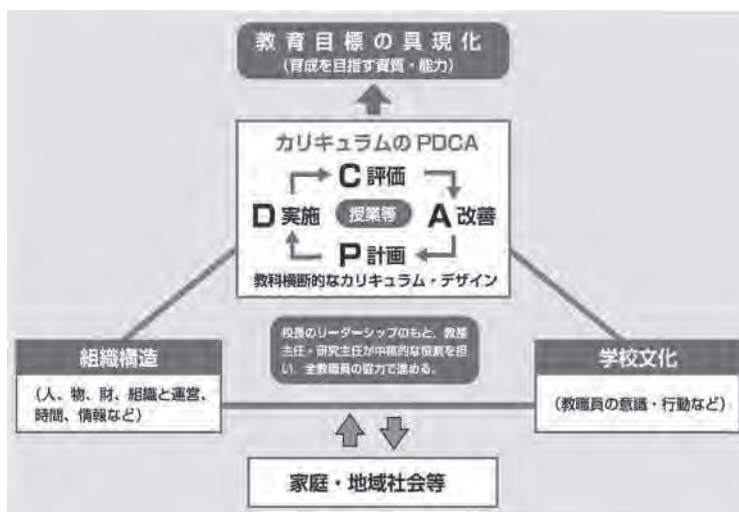 教育目標の具現化
(育成を目指す資質・能力)
カリキュラムのPDCA
C 評価
D 実施
授業等
A 改善
P 計画
教科横断的なカリキュラム・デザイン
校長のリーダーシップのもと、教務
主任・研究主任が中核的な役割を担
い、全教職員の協力で進める。
組織構造
(人、物、財、組織と運営、
時間、情報など)
学校文化
(教職員の意識・行動など)
家庭・地域社会等